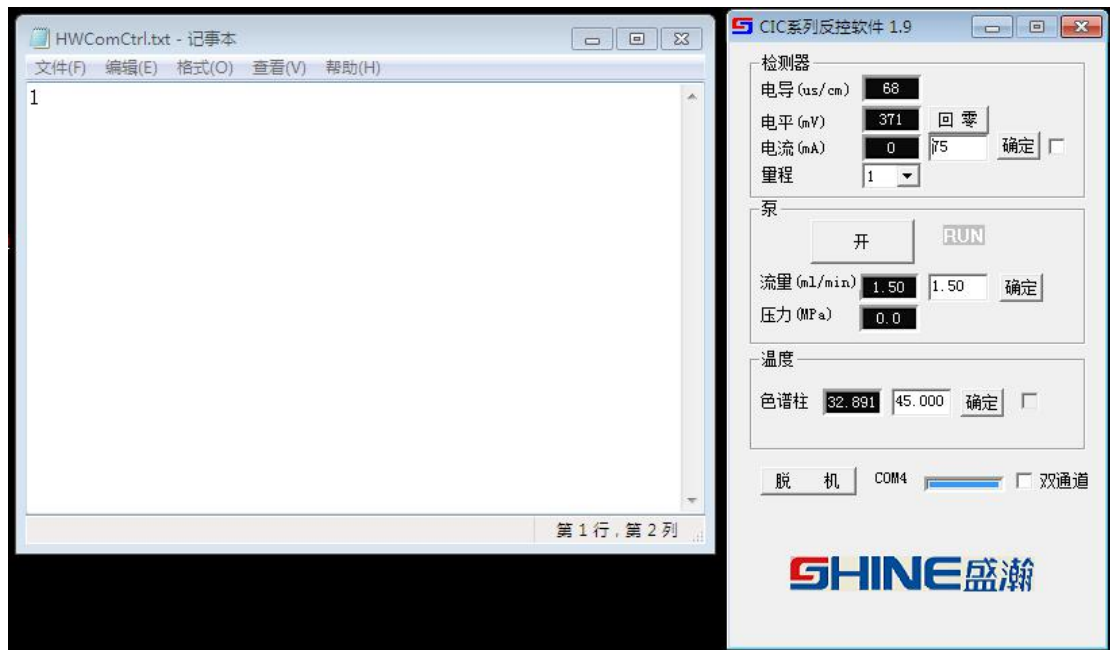 HWComCtrl.txt - 记事本
文件(F) 编辑(E) 格式(O) 查看(V) 帮助(H)
1
第 1 行，第 2 列
CIC系列反控软件 1.9
检测器
电导(us/cm) 68
电平(mV) 371 回 零
电流(mA) 0 75 确定
量程 1
泵
开 RUN
流量(ml/min) 1.50 1.50 确定
压力(MPa) 0.0
温度
色谱柱 32.891 45.000 确定
脱 机 COM4 双通道
SHINE盛瀚